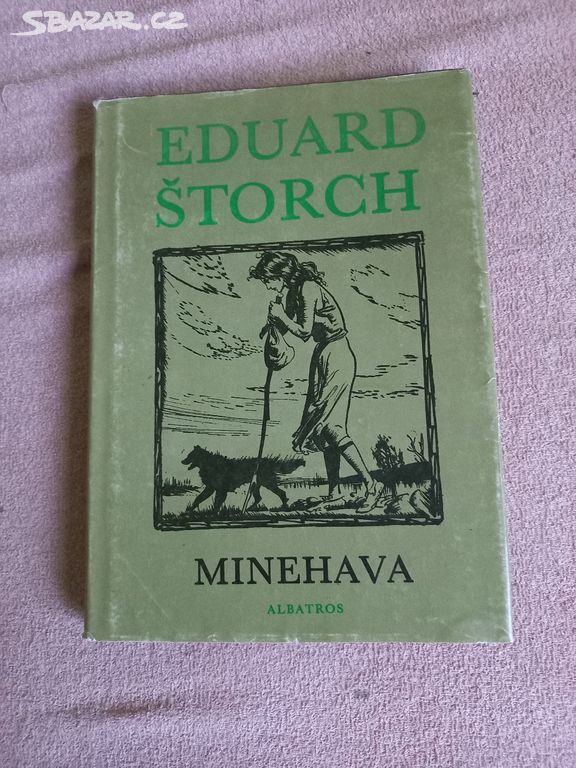 SBAZAR.CZ
EDUARD
ŠTORCH
MINEHAVA
ALBATROS